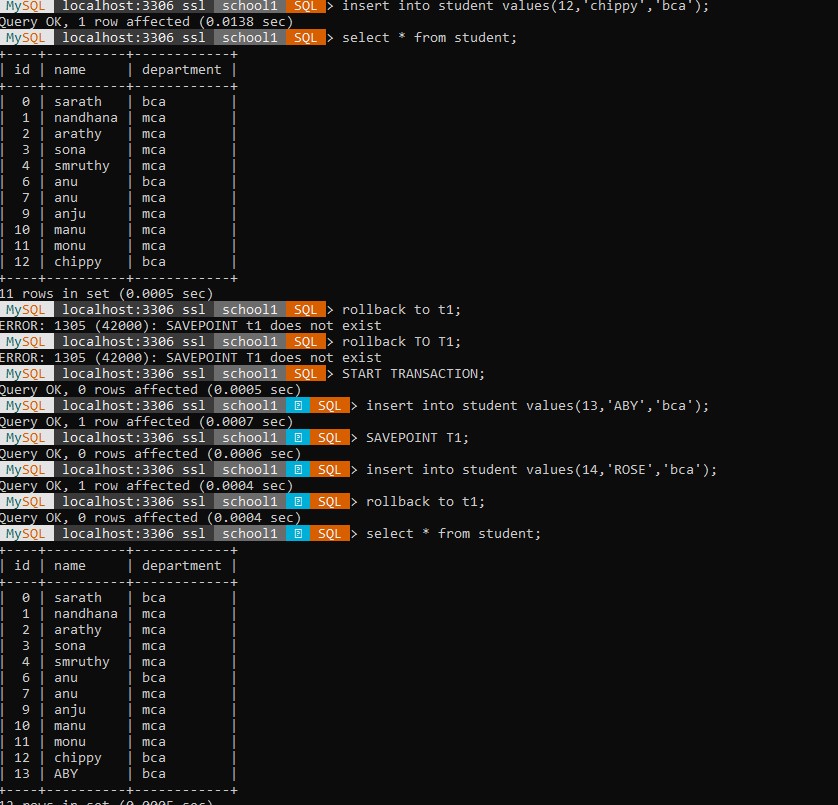 MySQL localhost:3306 ssl school1 SQL > insert into student values(12,'chippy','bca');
Query OK, 1 row affected (0.0138 sec)
MySQL localhost:3306 ssl school1 SQL > select * from student;
+----+----------+------------+
| id | name     | department |
+----+----------+------------+
|  0 | sarath   | bca        |
|  1 | nandhana | mca        |
|  2 | arathy   | mca        |
|  3 | sona     | mca        |
|  4 | smruthy  | mca        |
|  6 | anu      | bca        |
|  7 | anu      | mca        |
|  9 | anju     | mca        |
| 10 | manu     | mca        |
| 11 | monu     | mca        |
| 12 | chippy   | bca        |
+----+----------+------------+
11 rows in set (0.0005 sec)
MySQL localhost:3306 ssl school1 SQL > rollback to t1;
ERROR: 1305 (42000): SAVEPOINT t1 does not exist
MySQL localhost:3306 ssl school1 SQL > rollback TO T1;
ERROR: 1305 (42000): SAVEPOINT T1 does not exist
MySQL localhost:3306 ssl school1 SQL > START TRANSACTION;
Query OK, 0 rows affected (0.0005 sec)
MySQL localhost:3306 ssl school1 SQL > insert into student values(13,'ABY','bca');
Query OK, 1 row affected (0.0007 sec)
MySQL localhost:3306 ssl school1 SQL > SAVEPOINT T1;
Query OK, 0 rows affected (0.0006 sec)
MySQL localhost:3306 ssl school1 SQL > insert into student values(14,'ROSE','bca');
Query OK, 1 row affected (0.0004 sec)
MySQL localhost:3306 ssl school1 SQL > rollback to t1;
Query OK, 0 rows affected (0.0004 sec)
MySQL localhost:3306 ssl school1 SQL > select * from student;
+----+----------+------------+
| id | name     | department |
+----+----------+------------+
|  0 | sarath   | bca        |
|  1 | nandhana | mca        |
|  2 | arathy   | mca        |
|  3 | sona     | mca        |
|  4 | smruthy  | mca        |
|  6 | anu      | bca        |
|  7 | anu      | mca        |
|  9 | anju     | mca        |
| 10 | manu     | mca        |
| 11 | monu     | mca        |
| 12 | chippy   | bca        |
| 13 | ABY      | bca        |
+----+----------+------------+
12 rows in set (0.0005 sec)